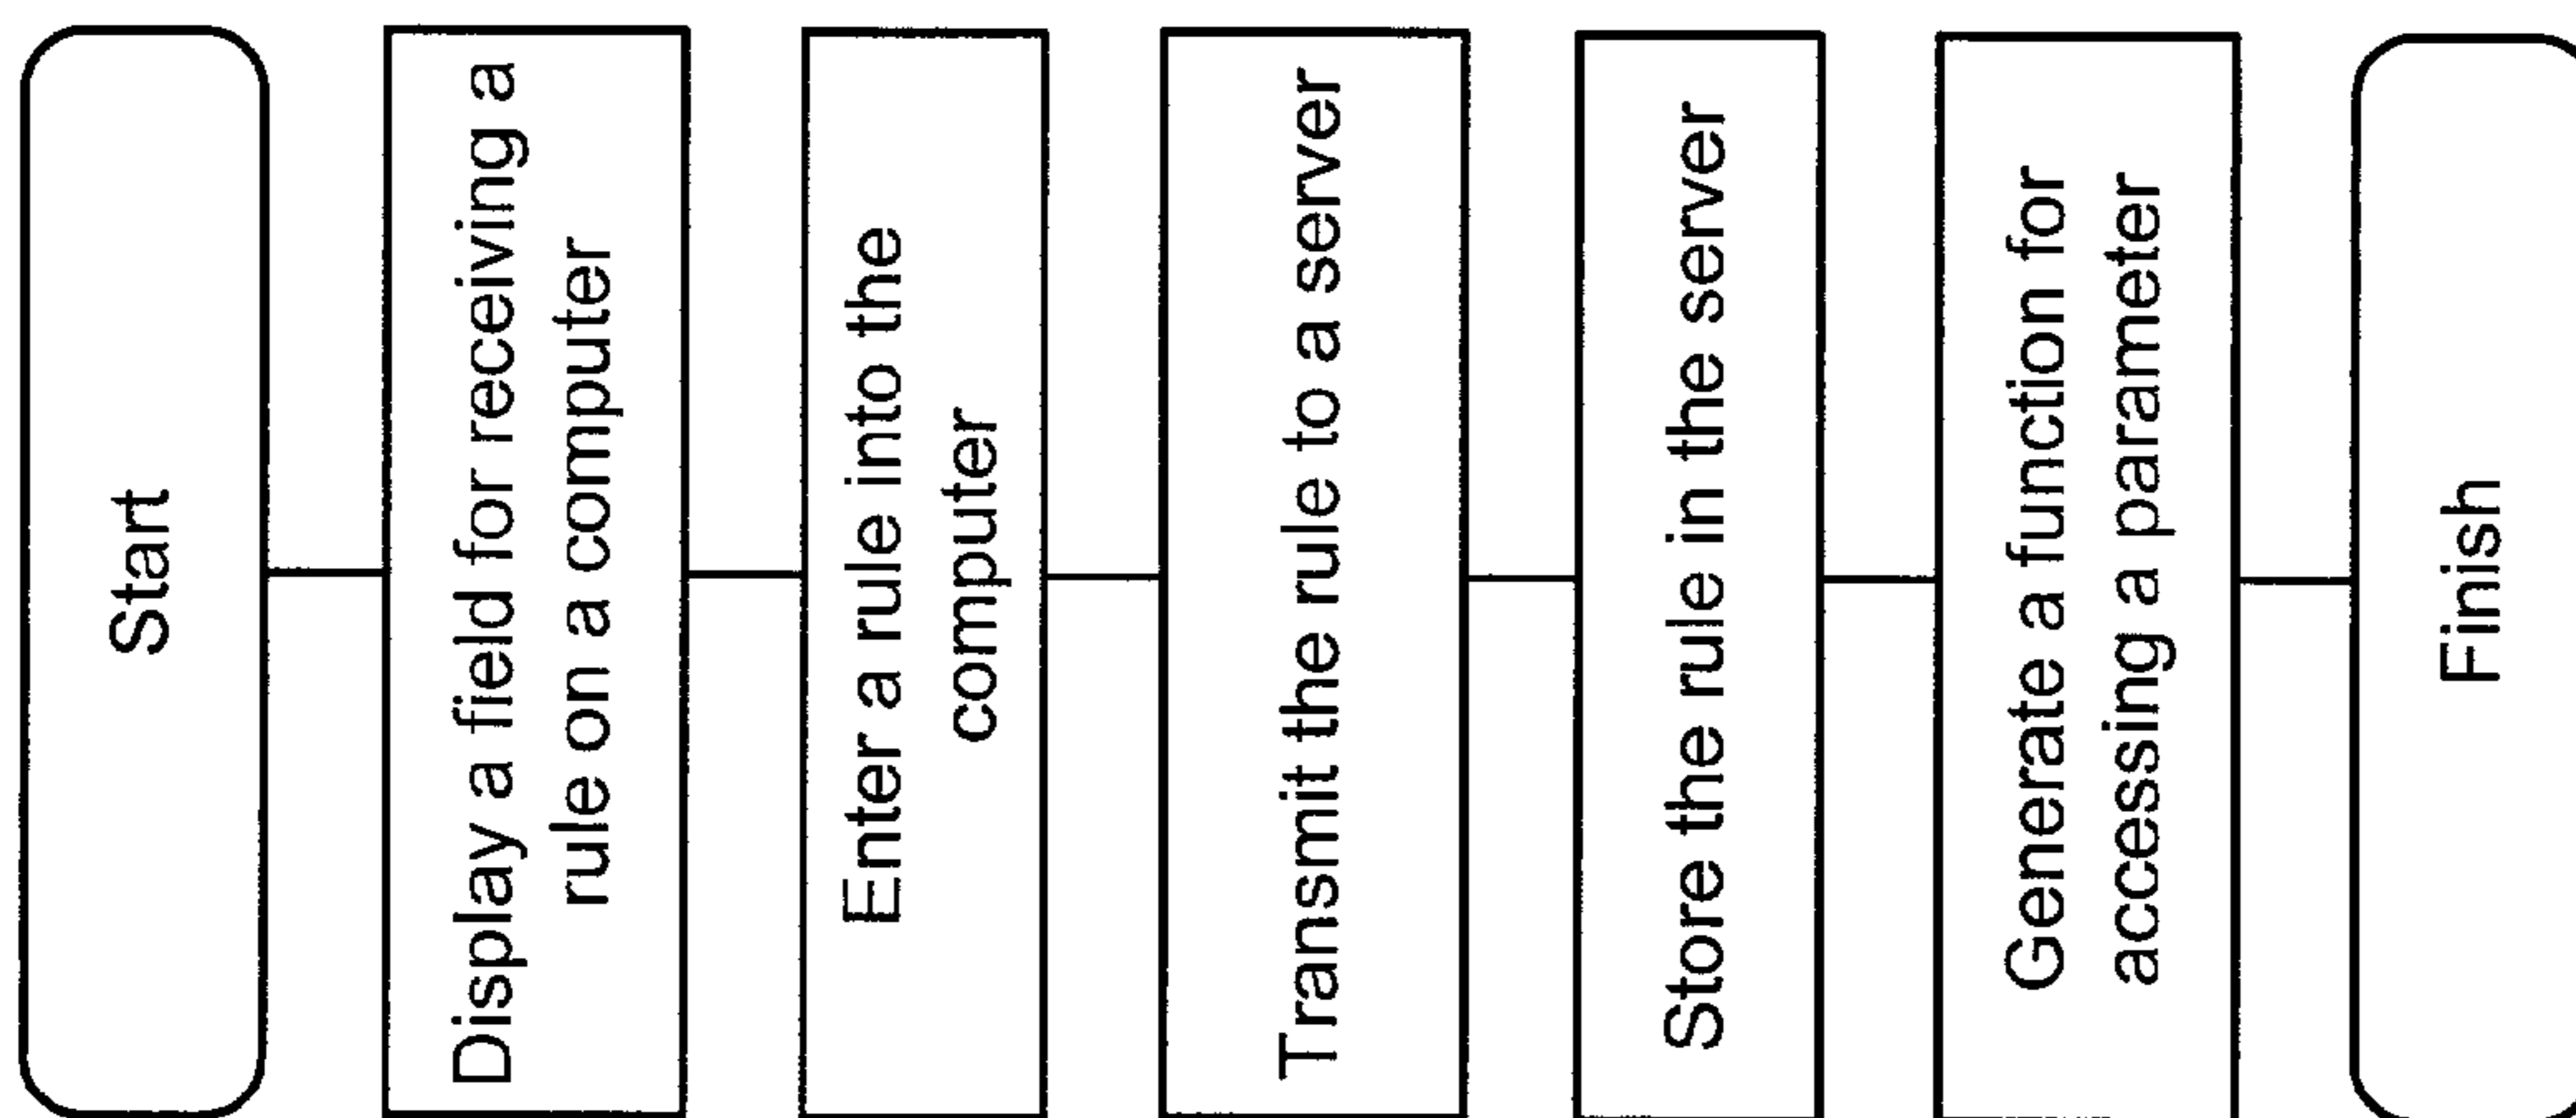 Start
Display a field for receiving a
rule on a computer
Enter a rule into the
computer
Transmit the rule to a server
Store the rule in the server
Generate a function for
accessing a parameter
Finish